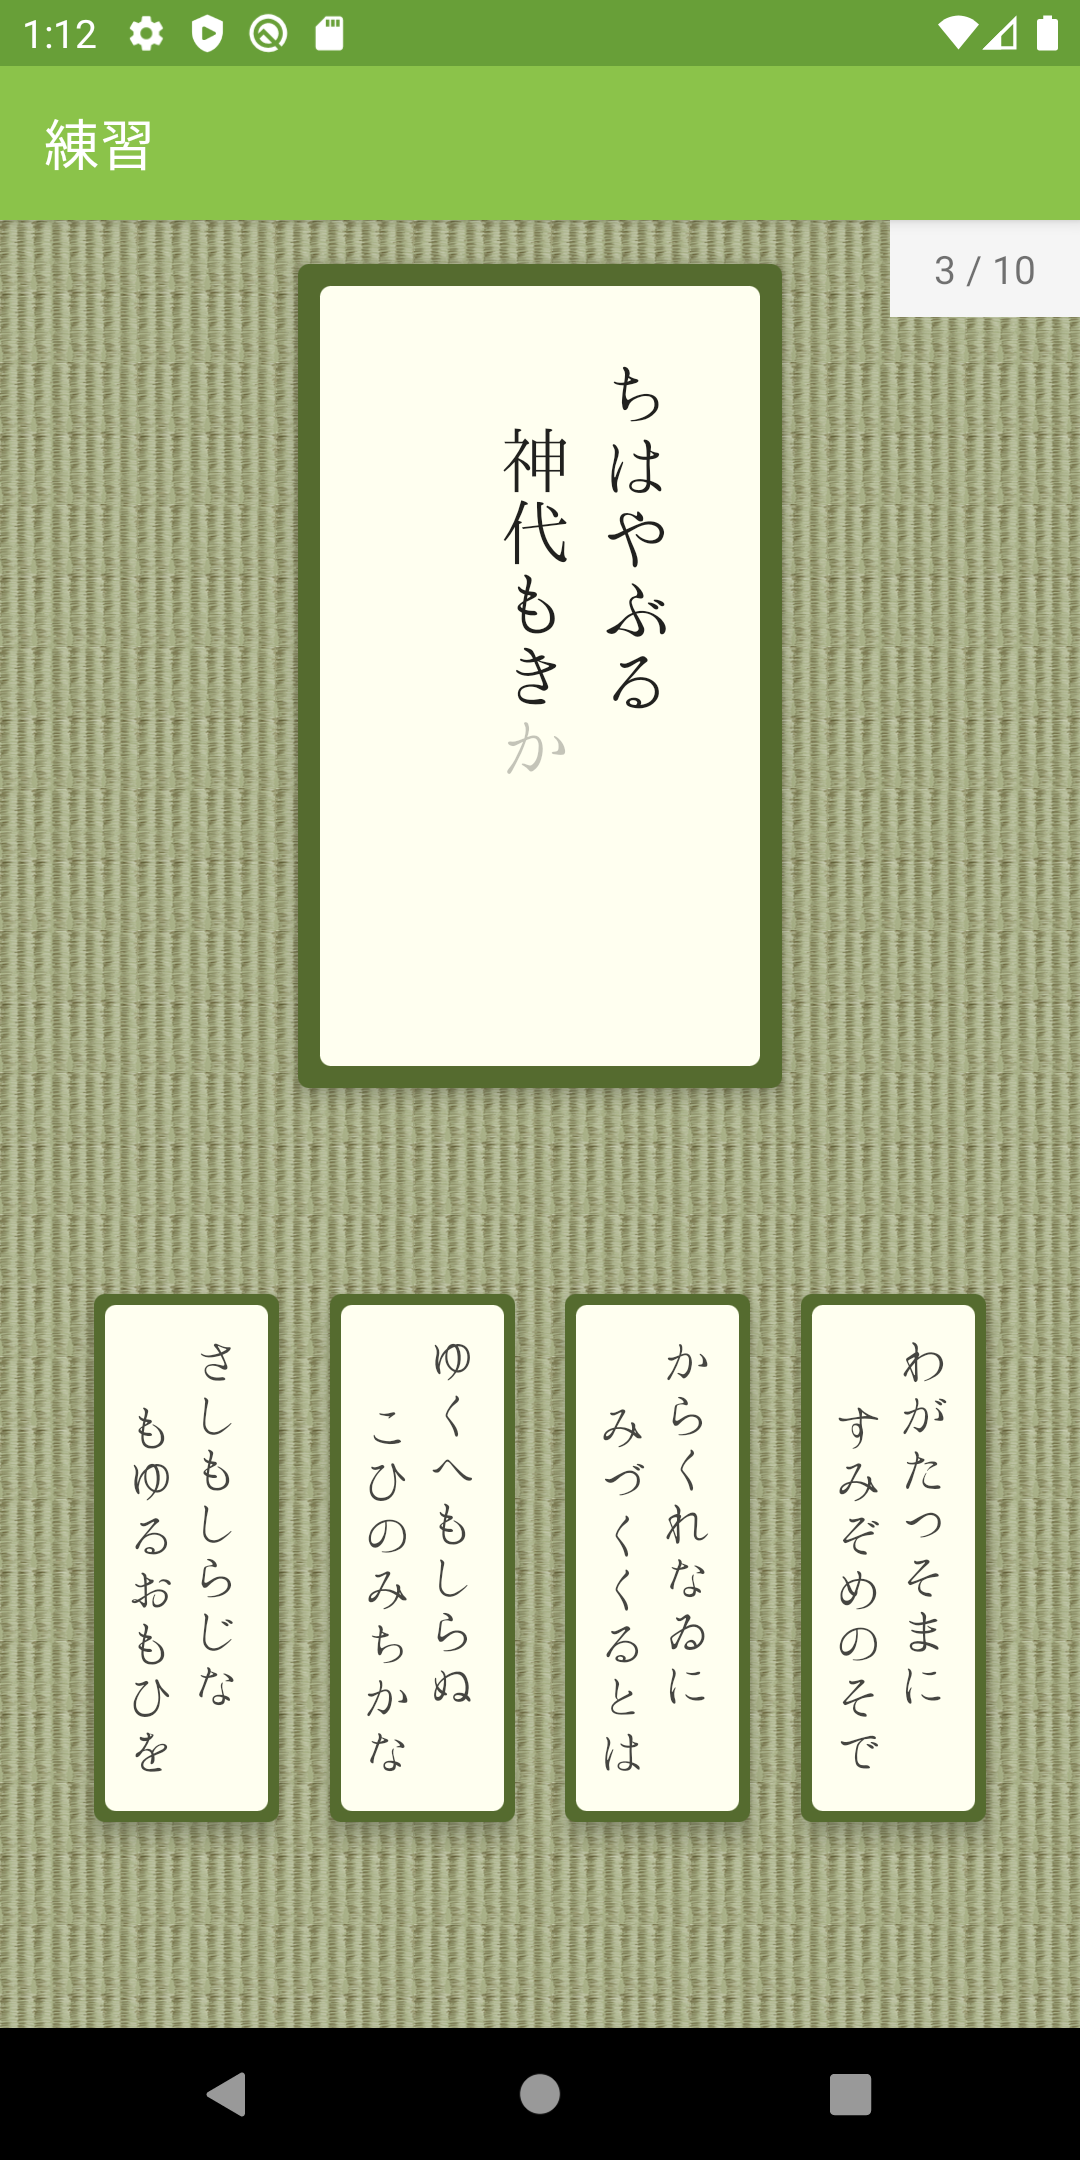 1:12
練習
3 / 10
ちはやぶる
神代もきか
さしもしらじな
もゆるおもひを
ゆくへもしらぬ
こひのみちかな
からくれなゐに
みづくくるとは
わがたつそまに
すみぞめのそで